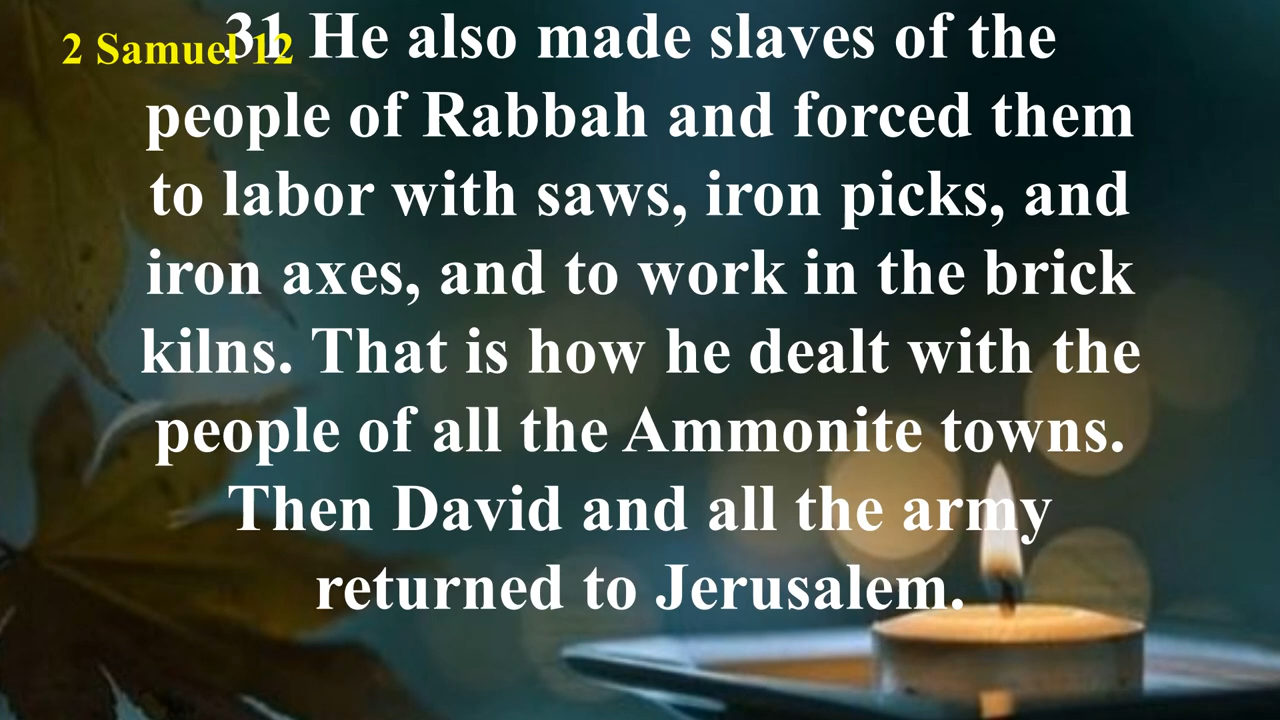 2 Samuel 12
31 He also made slaves of the
people of Rabbah and forced them
to labor with saws, iron picks, and
iron axes, and to work in the brick
kilns. That is how he dealt with the
people of all the Ammonite towns.
Then David and all the army
returned to Jerusalem.